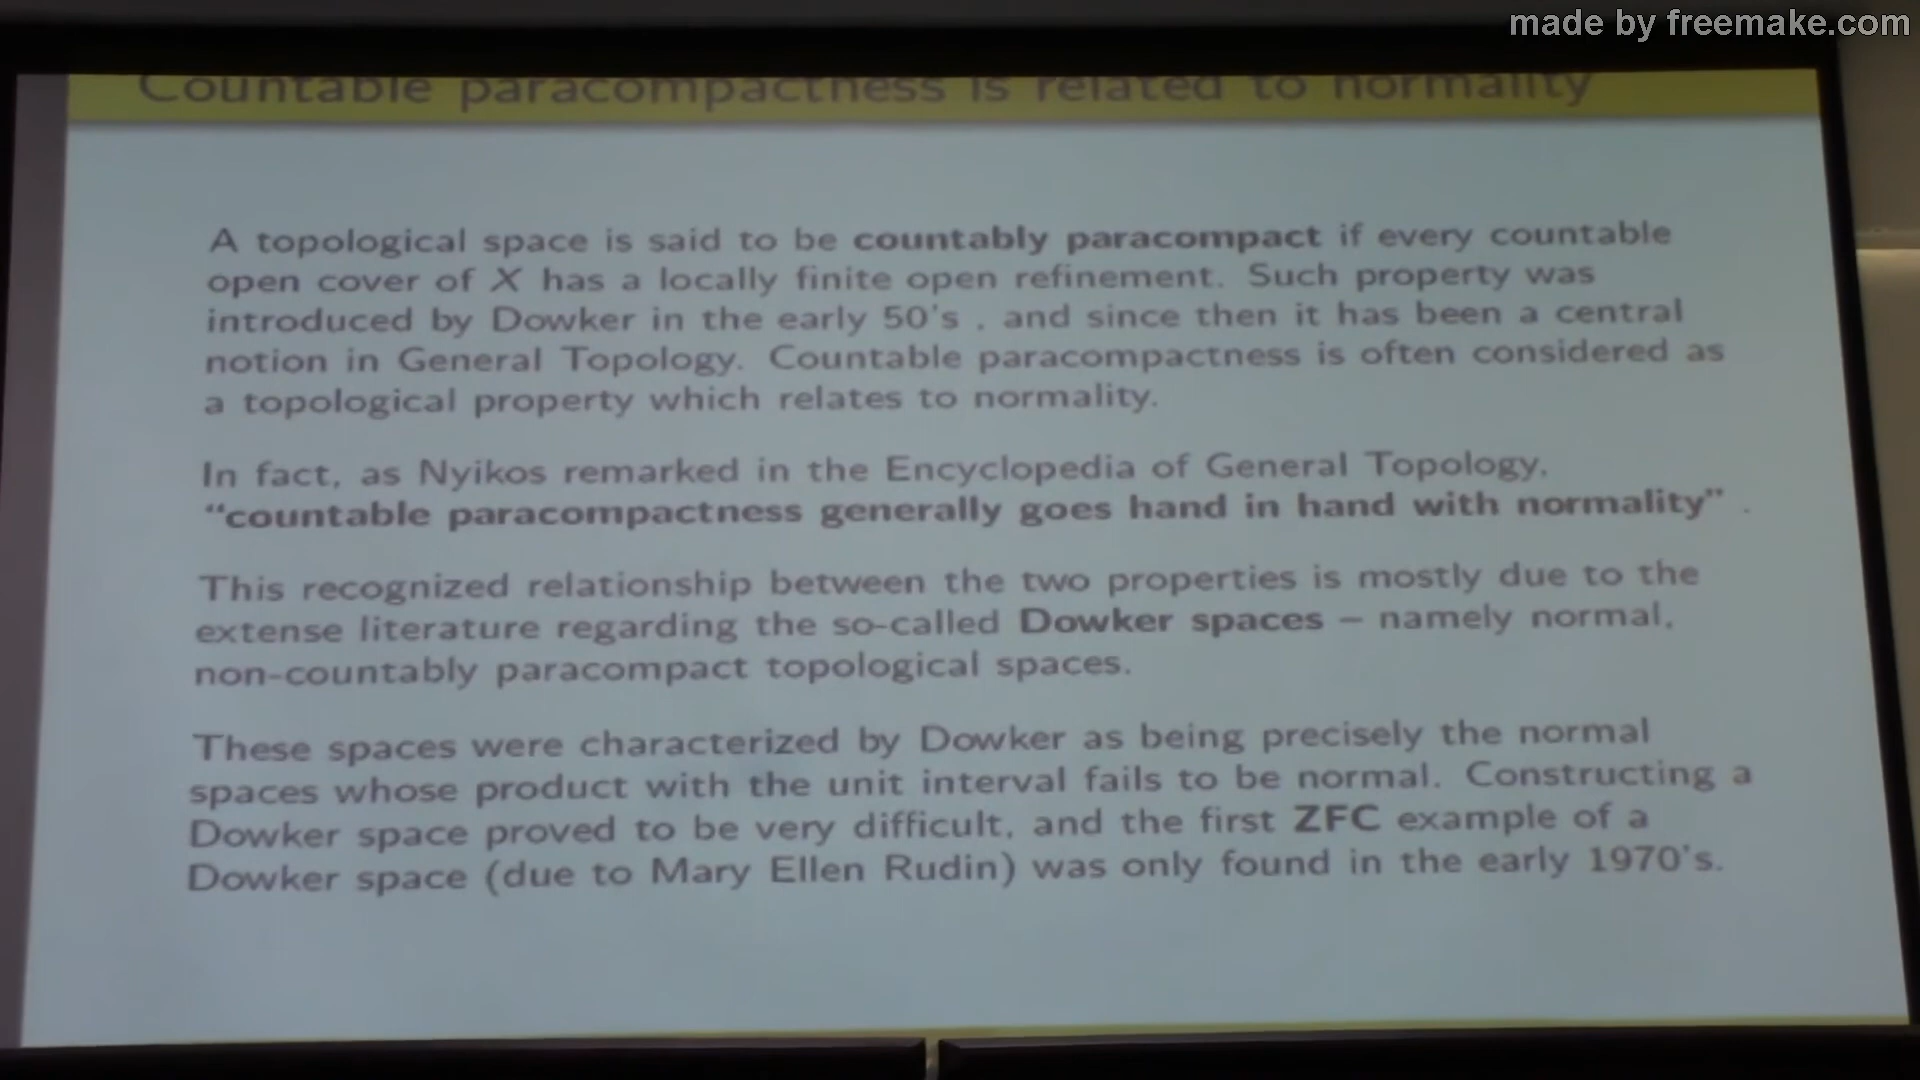 made by freemake.com
Countable paracompactness is related to normality
A topological space is said to be countably paracompact if every countable
open cover of X has a locally finite open refinement. Such property was
introduced by Dowker in the early 50's , and since then it has been a central
notion in General Topology. Countable paracompactness is often considered as
a topological property which relates to normality.
In fact, as Nyikos remarked in the Encyclopedia of General Topology,
“countable paracompactness generally goes hand in hand with normality” .
This recognized relationship between the two properties is mostly due to the
extense literature regarding the so-called Dowker spaces – namely normal,
non-countably paracompact topological spaces.
These spaces were characterized by Dowker as being precisely the normal
spaces whose product with the unit interval fails to be normal. Constructing a
Dowker space proved to be very difficult, and the first ZFC example of a
Dowker space (due to Mary Ellen Rudin) was only found in the early 1970's.